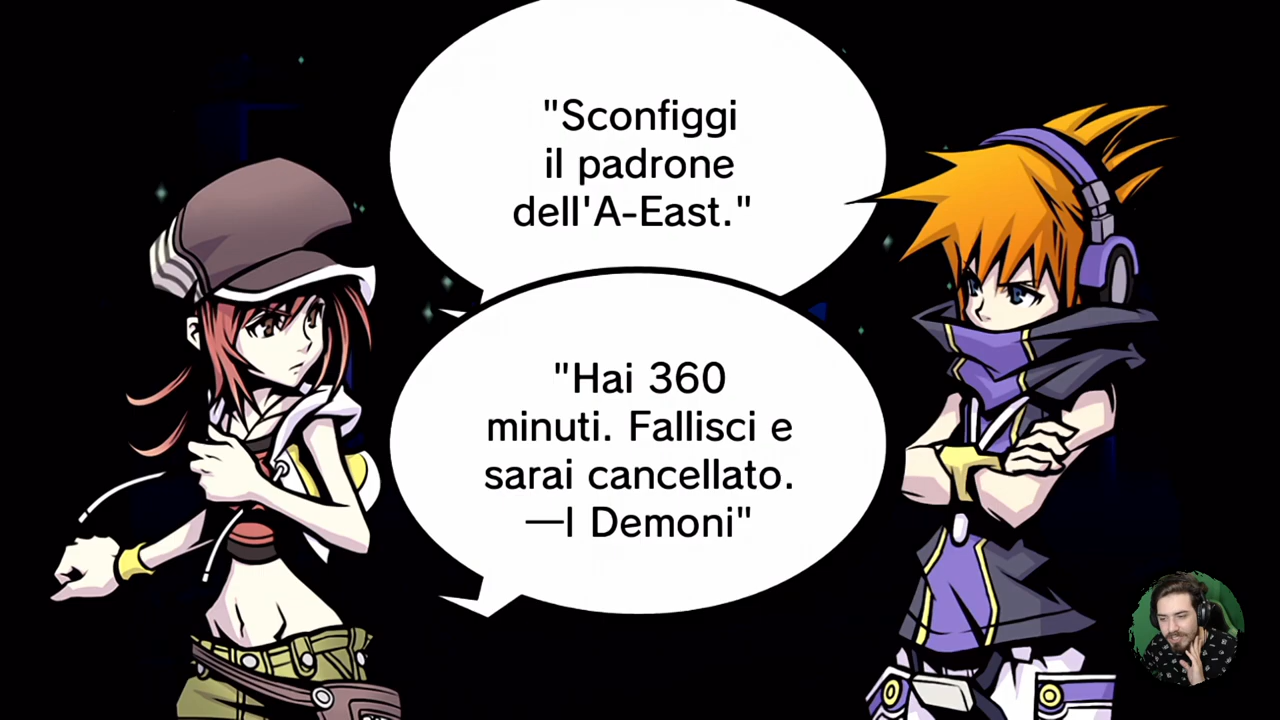 "Sconfiggi
il padrone
dell'A-East."
"Hai 360
minuti. Fallisci e
sarai cancellato.
—I Demoni"